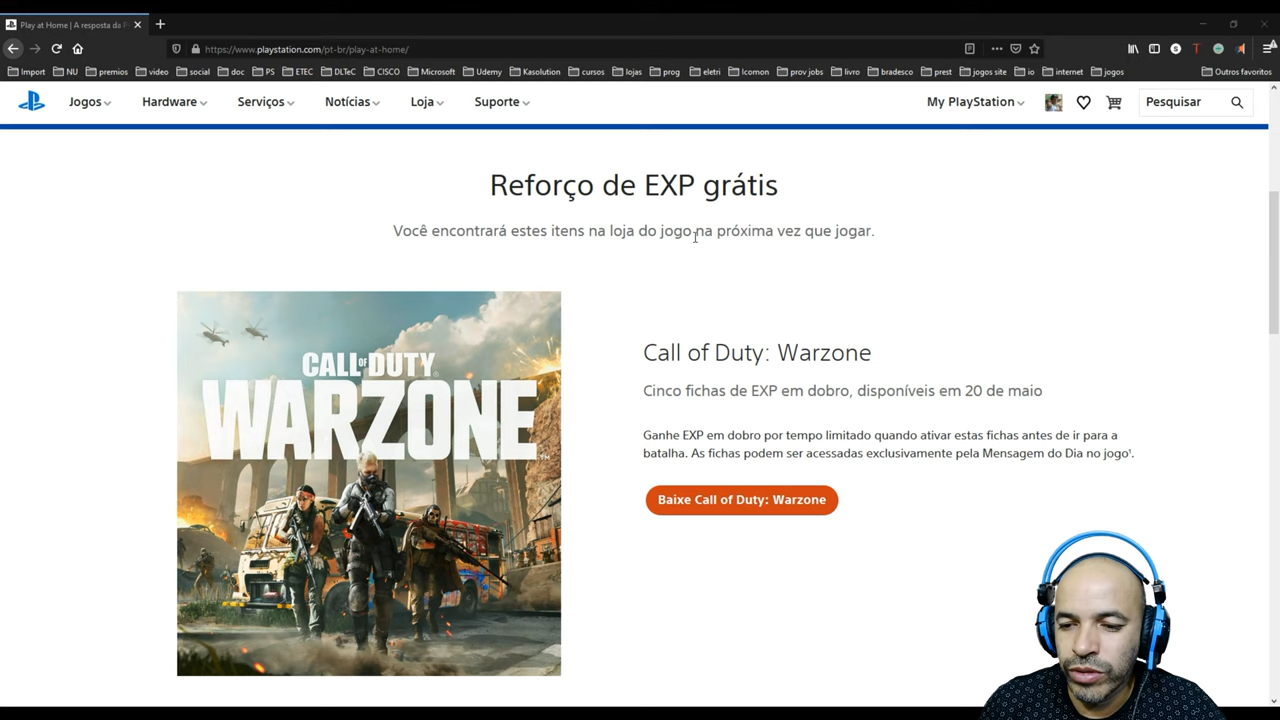 Play at Home | A resposta da P
https://www.playstation.com/pt-br/play-at-home/
Import NU premios video social doc PS ETEC DLTeC CISCO Microsoft Udemy Kasolution cursos lojas prog eletri Icomon prov jobs livro bradesco prest jogos site io internet jogos Outros favoritos
Jogos Hardware Serviços Notícias Loja Suporte My PlayStation Pesquisar
Reforço de EXP grátis
Você encontrará estes itens na loja do jogo na próxima vez que jogar.
CALL OF DUTY
WARZONE
Call of Duty: Warzone
Cinco fichas de EXP em dobro, disponíveis em 20 de maio
Ganhe EXP em dobro por tempo limitado quando ativar estas fichas antes de ir para a
batalha. As fichas podem ser acessadas exclusivamente pela Mensagem do Dia no jogo¹.
Baixe Call of Duty: Warzone